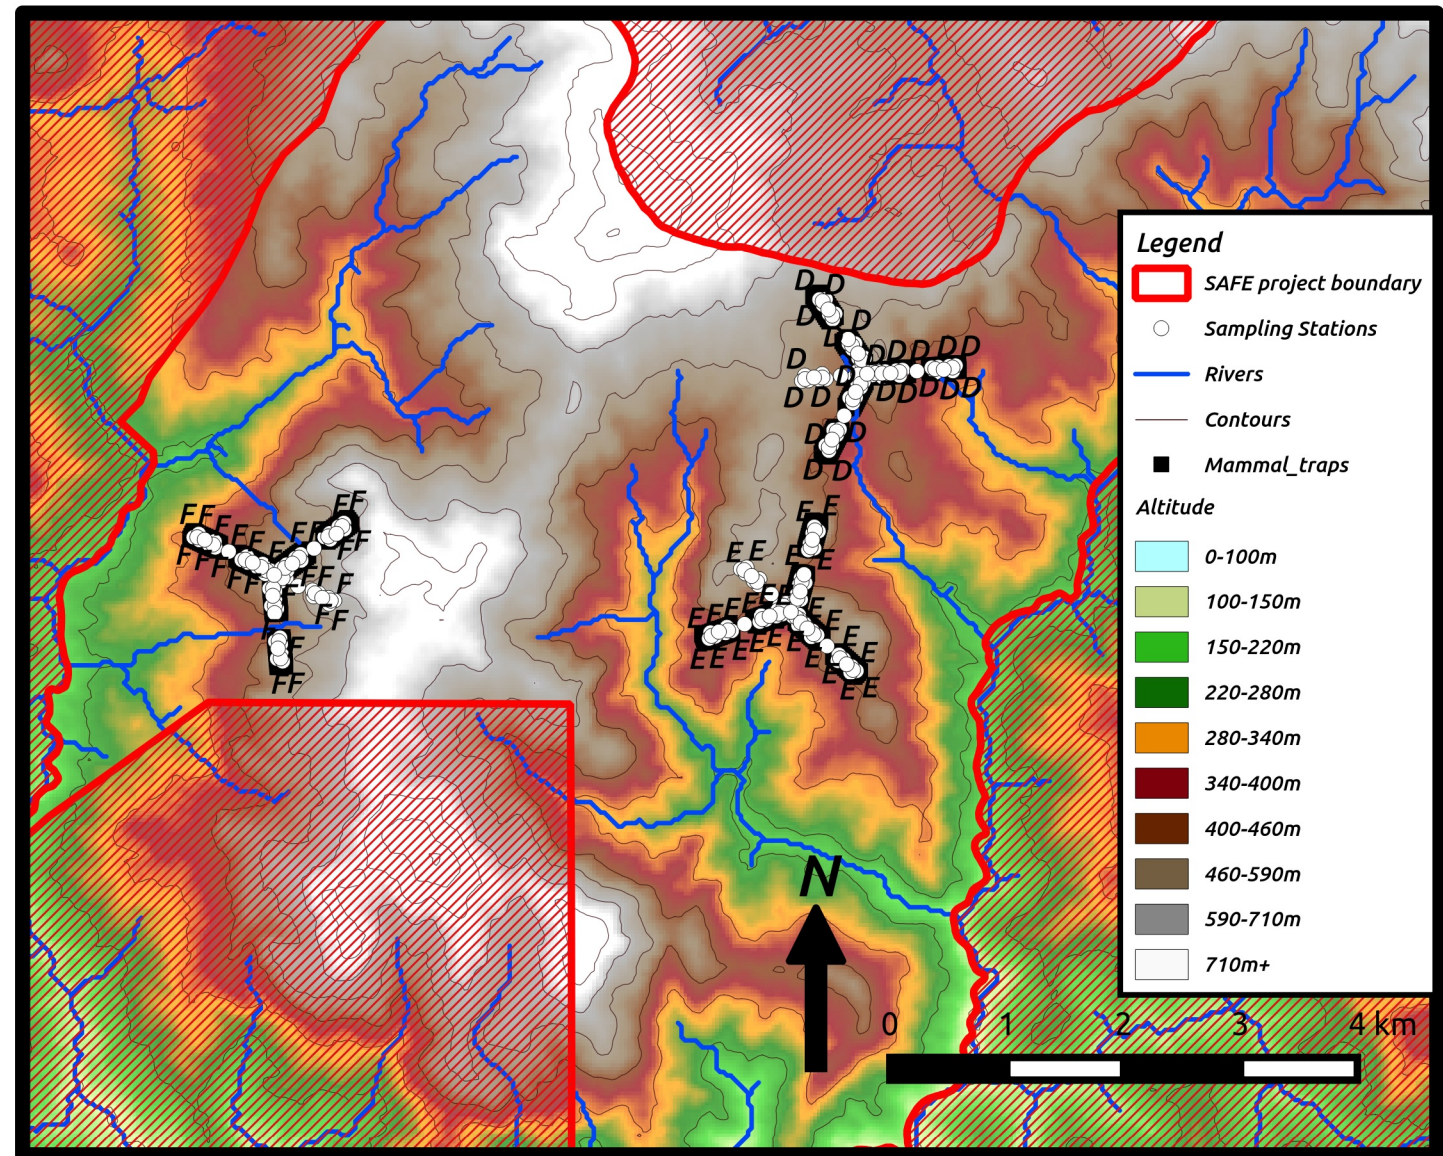 Legend
SAFE project boundary
Sampling Stations
Rivers
Contours
Mammal_traps
Altitude
0-100m
100-150m
150-220m
220-280m
280-340m
340-400m
400-460m
460-590m
590-710m
710m+
D D
D
D D
D
D D D D D
D
D D D D D
D D
D D
D D
E E
E E
E E
E E E E
E E E E
E E E
E E
F F
F F F F
F F
F F
F F
F F
N
0 1 2 3 4 km